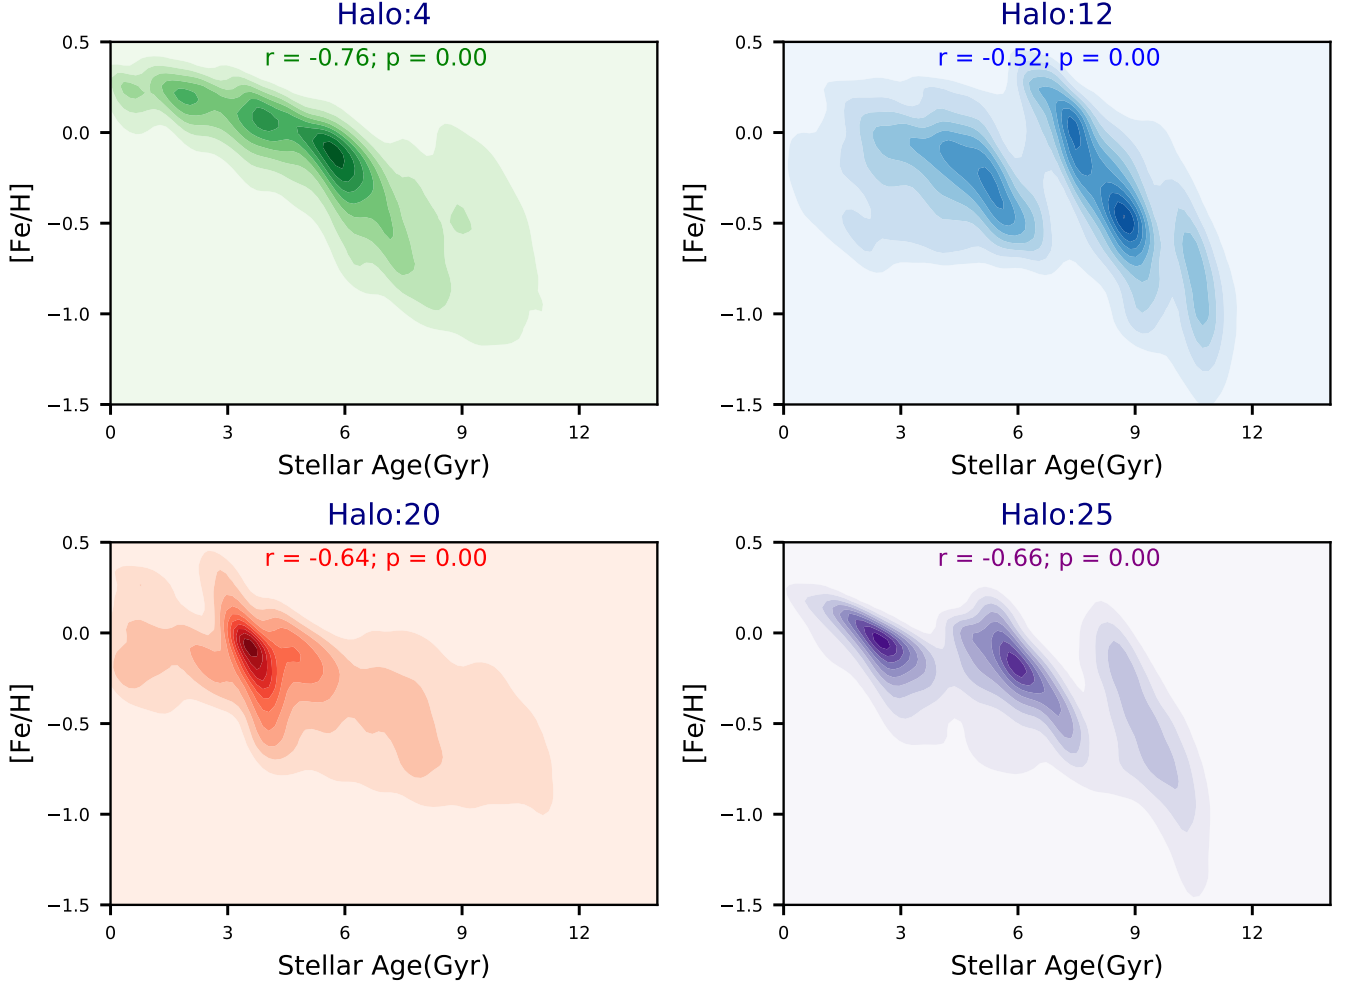 Halo:4
r = -0.76; p = 0.00
[Fe/H]
0.5
0.0
−0.5
−1.0
−1.5
0 3 6 9 12
Stellar Age(Gyr)
Halo:12
r = -0.52; p = 0.00
[Fe/H]
0.5
0.0
−0.5
−1.0
−1.5
0 3 6 9 12
Stellar Age(Gyr)
Halo:20
r = -0.64; p = 0.00
[Fe/H]
0.5
0.0
−0.5
−1.0
−1.5
0 3 6 9 12
Stellar Age(Gyr)
Halo:25
r = -0.66; p = 0.00
[Fe/H]
0.5
0.0
−0.5
−1.0
−1.5
0 3 6 9 12
Stellar Age(Gyr)